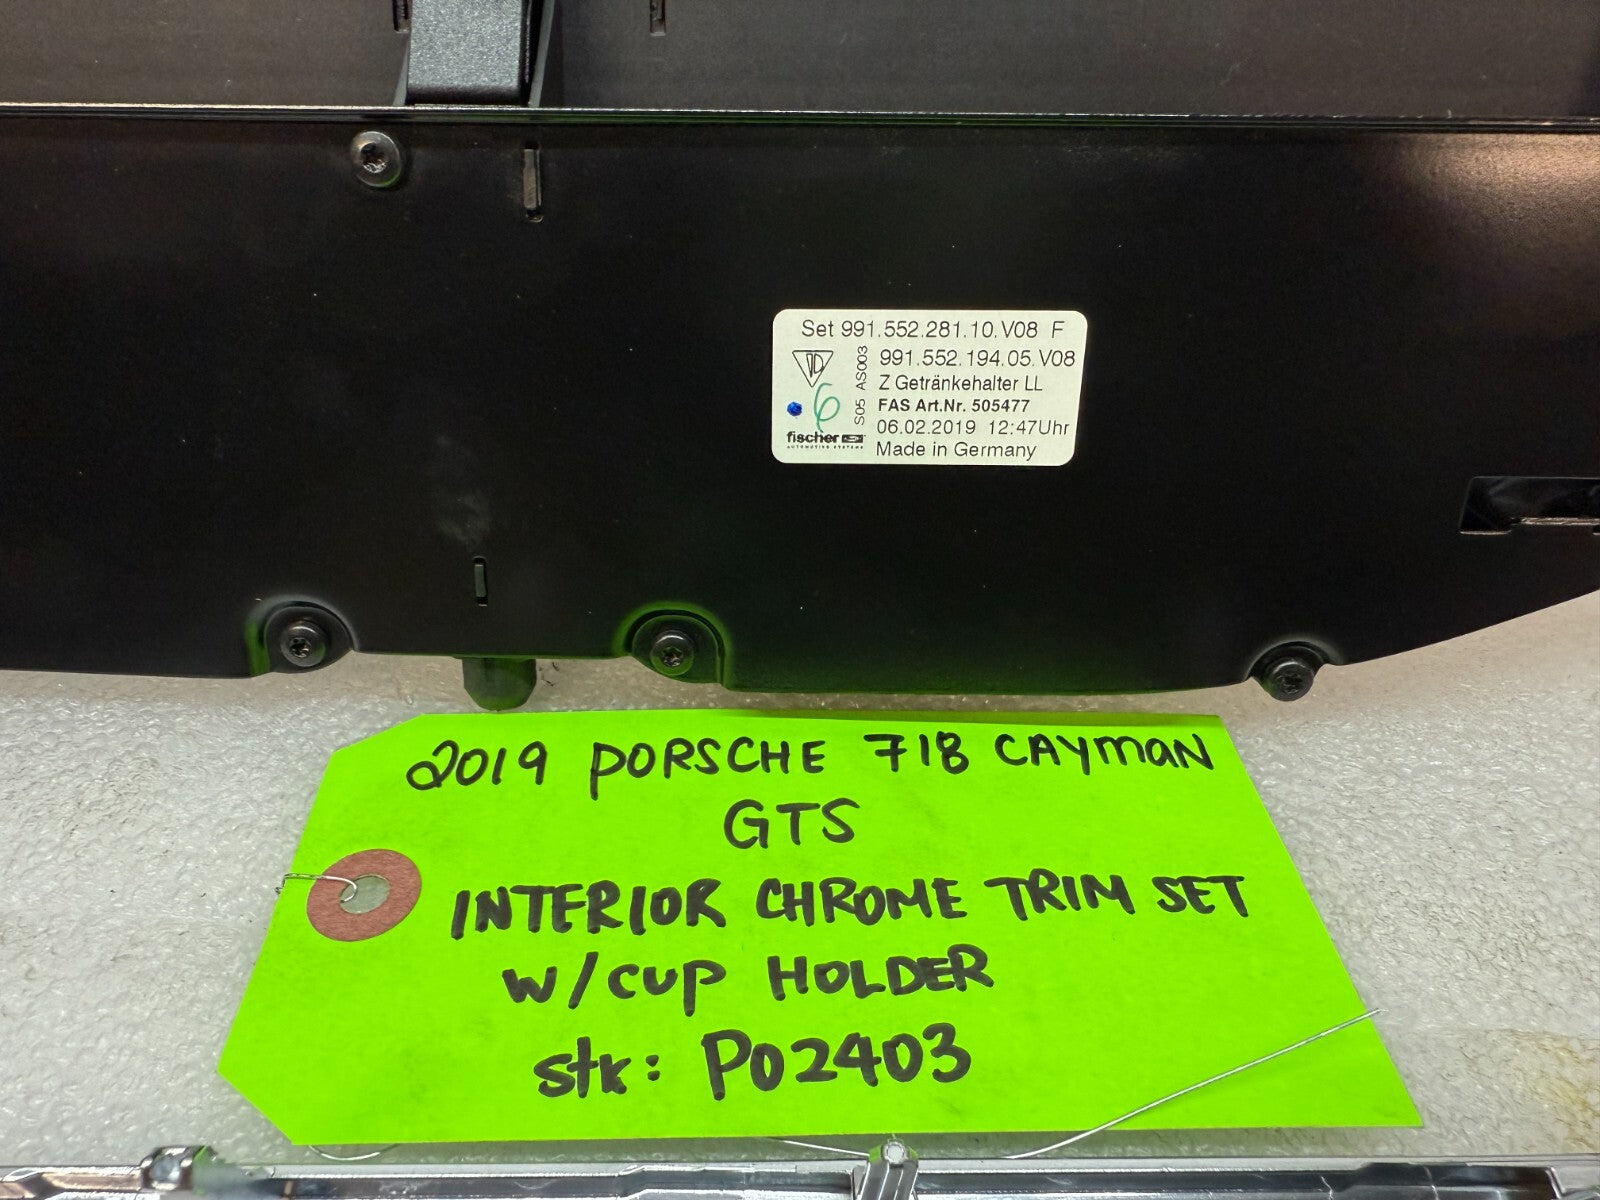 Set 991.552.281.10.V08 F
991.552.194.05.V08
S05 AS003
Z Getränkehalter LL
6
FAS Art.Nr. 505477
06.02.2019 12:47Uhr
fischer
AUTOMOTIVE SYSTEMS
Made in Germany
2019 PORSCHE 718 CAYMAN
GTS
INTERIOR CHROME TRIM SET
W/CUP HOLDER
stk: P02403